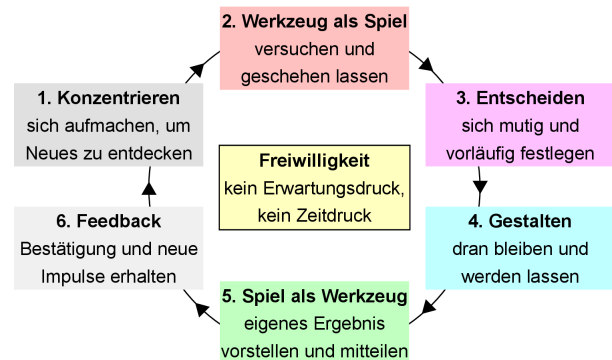 1. Konzentrieren
sich aufmachen, um
Neues zu entdecken
2. Werkzeug als Spiel
versuchen und
geschehen lassen
3. Entscheiden
sich mutig und
vorläufig festlegen
4. Gestalten
dran bleiben und
werden lassen
5. Spiel als Werkzeug
eigenes Ergebnis
vorstellen und mitteilen
6. Feedback
Bestätigung und neue
Impulse erhalten
Freiwilligkeit
kein Erwartungsdruck,
kein Zeitdruck